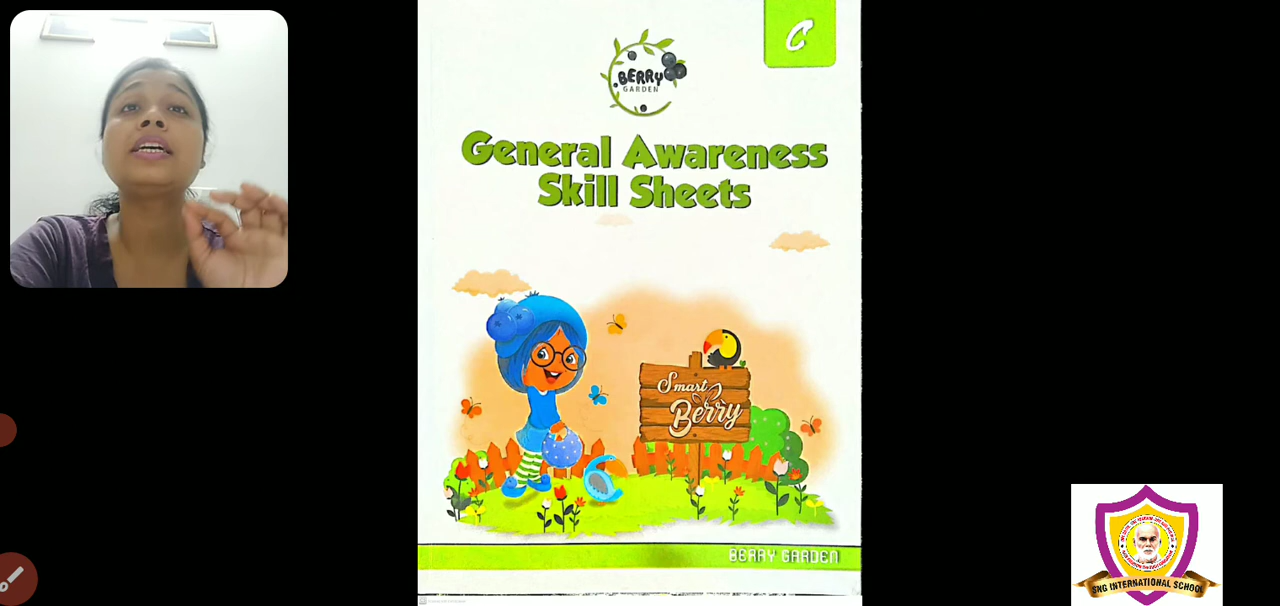 C
BERRY
GARDEN
General Awareness
Skill Sheets
Smart
Berry
BERRY GARDEN
SNG INTERNATIONAL SCHOOL